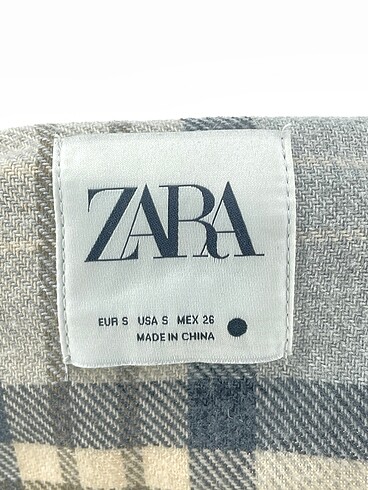 ZARA
EUR S USA S MEX 26
MADE IN CHINA